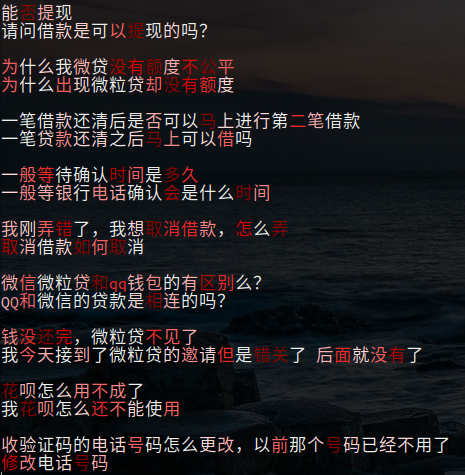 能否提现
请问借款是可以提现的吗？
为什么我微贷没有额度不公平
为什么出现微粒贷却没有额度
一笔借款还清后是否可以马上进行第二笔借款
一笔贷款还清之后马上可以借吗
一般等待确认时间是多久
一般等银行电话确认会是什么时间
我刚弄错了，我想取消借款，怎么弄
取消借款如何取消
微信微粒贷和qq钱包的有区别么？
QQ和微信的贷款是相连的吗？
钱没还完，微粒贷不见了
我今天接到了微粒贷的邀请但是错关了 后面就没有了
花呗怎么用不成了
我花呗怎么还不能使用
收验证码的电话号码怎么更改，以前那个号码已经不用了
修改电话号码